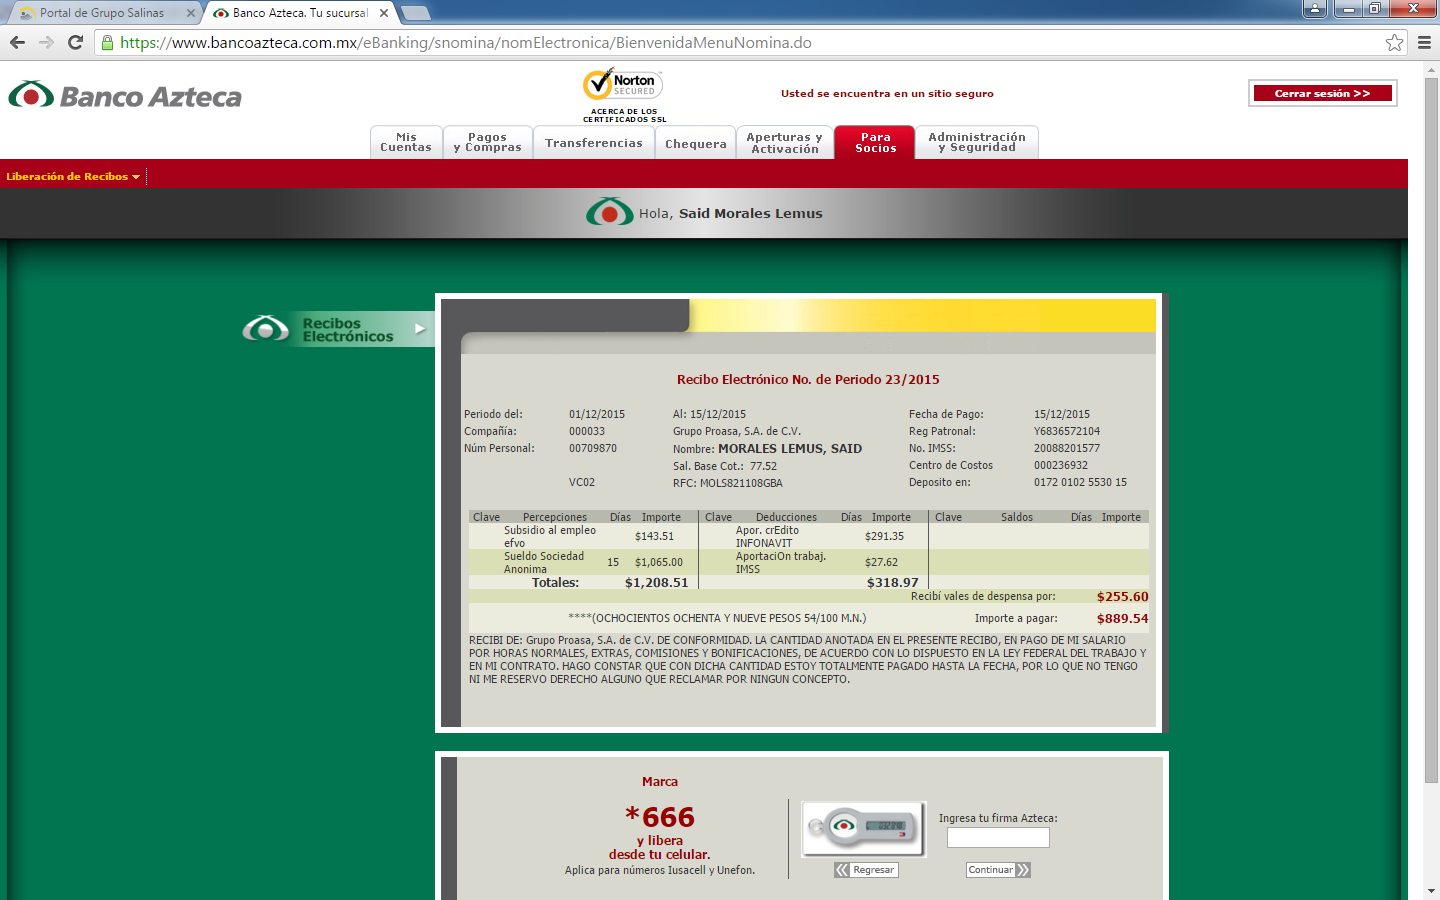 Portal de Grupo Salinas
Banco Azteca. Tu sucursal
https://www.bancoazteca.com.mx/eBanking/snomina/nomElectronica/BienvenidaMenuNomina.do
Banco Azteca
Norton
SECURED
ACERCA DE LOS
CERTIFICADOS SSL
Usted se encuentra en un sitio seguro
Cerrar sesión >>
Mis Cuentas
Pagos y Compras
Transferencias
Chequera
Aperturas y Activación
Para Socios
Administración y Seguridad
Liberación de Recibos
Hola, Said Morales Lemus
Recibos
Electrónicos
Recibo Electrónico No. de Periodo 23/2015
Periodo del: 01/12/2015 Al: 15/12/2015 Fecha de Pago: 15/12/2015
Compañía: 000033 Grupo Proasa, S.A. de C.V. Reg Patronal: Y6836572104
Núm Personal: 00709870 Nombre: MORALES LEMUS, SAID No. IMSS: 20088201577
Sal. Base Cot.: 77.52 Centro de Costos 000236932
VC02 RFC: MOLS821108GBA Deposito en: 0172 0102 5530 15
Clave Percepciones Días Importe Clave Deducciones Días Importe Clave Saldos Días Importe
Subsidio al empleo efvo $143.51 Apor. crEdito INFONAVIT $291.35
Sueldo Sociedad Anonima 15 $1,065.00 AportaciOn trabaj. IMSS $27.62
Totales: $1,208.51 $318.97
Recibí vales de despensa por: $255.60
****(OCHOCIENTOS OCHENTA Y NUEVE PESOS 54/100 M.N.) Importe a pagar: $889.54
RECIBI DE: Grupo Proasa, S.A. de C.V. DE CONFORMIDAD. LA CANTIDAD ANOTADA EN EL PRESENTE RECIBO, EN PAGO DE MI SALARIO
POR HORAS NORMALES, EXTRAS, COMISIONES Y BONIFICACIONES, DE ACUERDO CON LO DISPUESTO EN LA LEY FEDERAL DEL TRABAJO Y
EN MI CONTRATO. HAGO CONSTAR QUE CON DICHA CANTIDAD ESTOY TOTALMENTE PAGADO HASTA LA FECHA, POR LO QUE NO TENGO
NI ME RESERVO DERECHO ALGUNO QUE RECLAMAR POR NINGUN CONCEPTO.
Marca
*666
y libera
desde tu celular.
Aplica para números Iusacell y Unefon.
Regresar
Ingresa tu firma Azteca:
Continuar